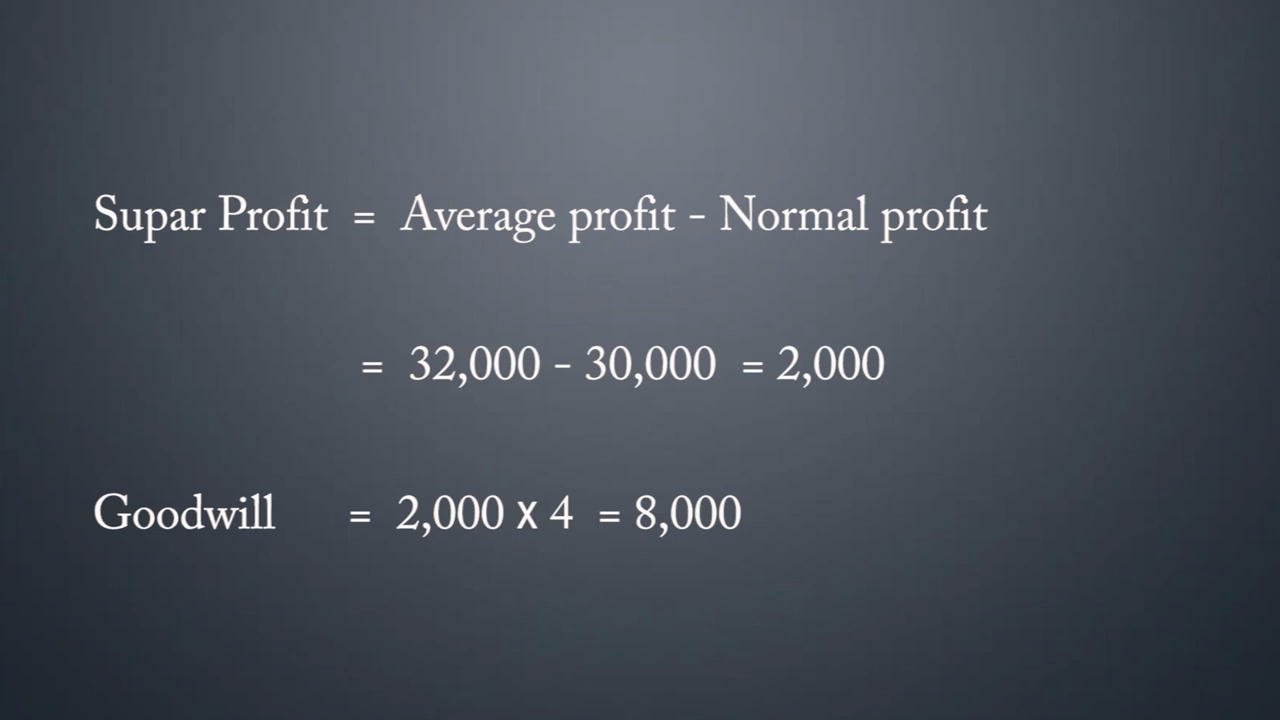 Supar Profit = Average profit - Normal profit
= 32,000 - 30,000 = 2,000
Goodwill = 2,000 x 4 = 8,000